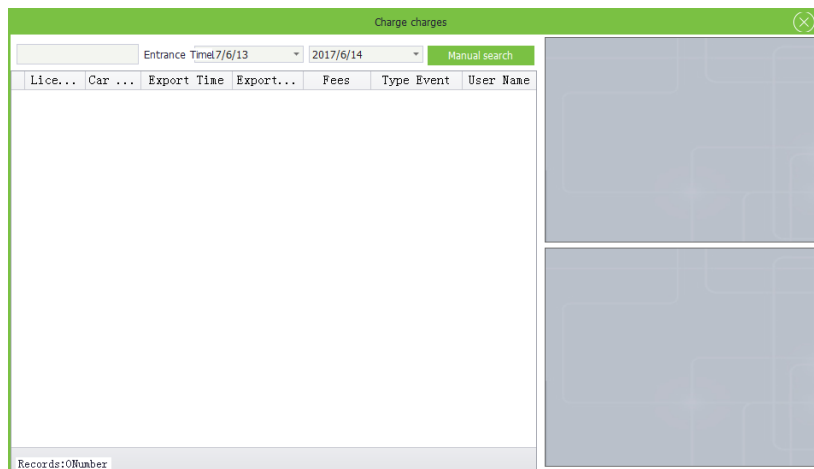 Charge charges
Entrance Time17/6/13 2017/6/14 Manual search
Lice... Car ... Export Time Export... Fees Type Event User Name
Records:0Number